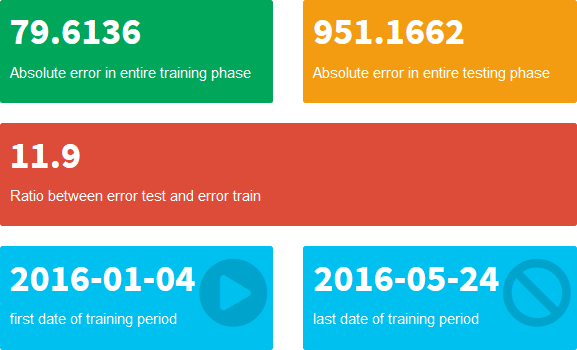 79.6136
Absolute error in entire training phase
951.1662
Absolute error in entire testing phase
11.9
Ratio between error test and error train
2016-01-04
first date of training period
2016-05-24
last date of training period